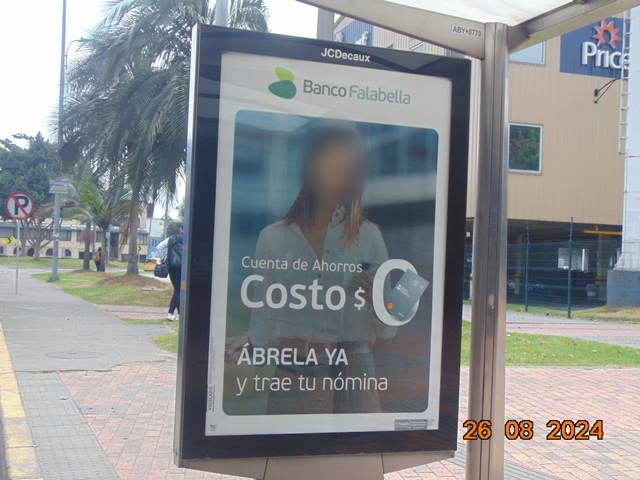 ABY+0770
JCDecaux
Price
Banco Falabella
P
Cuenta de Ahorros
Costo $0
ÁBRELA YA
y trae tu nómina
26 08 2024